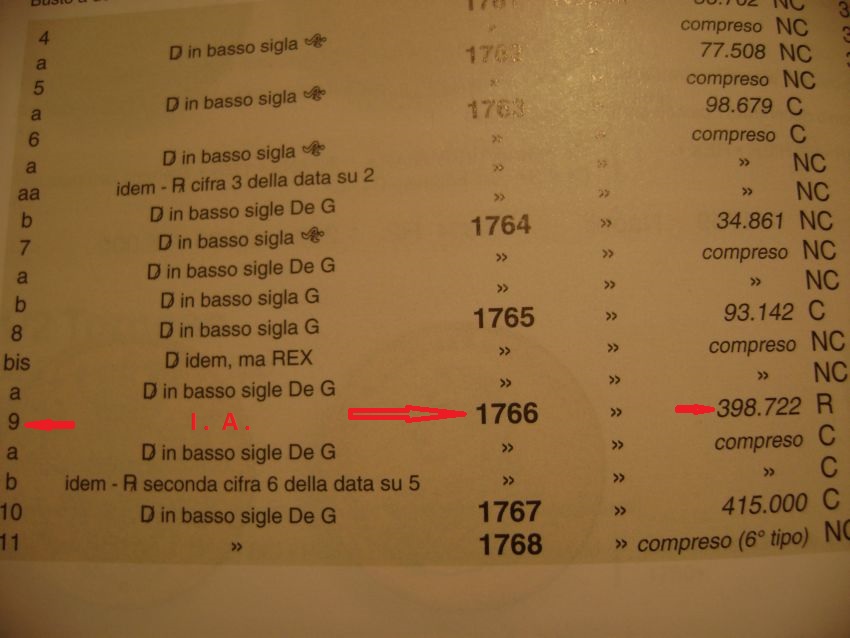 4 1761 NC
a D in basso sigla » compreso NC
5 1762 » 77.508 NC
a D in basso sigla » » compreso NC
6 1763 » 98.679 C
a D in basso sigla » » compreso C
aa idem - R cifra 3 della data su 2 » » » NC
b D in basso sigle De G » » » NC
7 D in basso sigla 1764 » 34.861 NC
a D in basso sigle De G » » compreso NC
b D in basso sigla G » » » NC
8 D in basso sigla G 1765 » 93.142 C
bis D idem, ma REX » » compreso NC
a D in basso sigle De G » » » NC
9 I. A. 1766 » 398.722 R
a D in basso sigle De G » » compreso C
b idem - R seconda cifra 6 della data su 5 » » » C
10 D in basso sigle De G 1767 » 415.000 C
11 » 1768 » compreso (6° tipo) NC